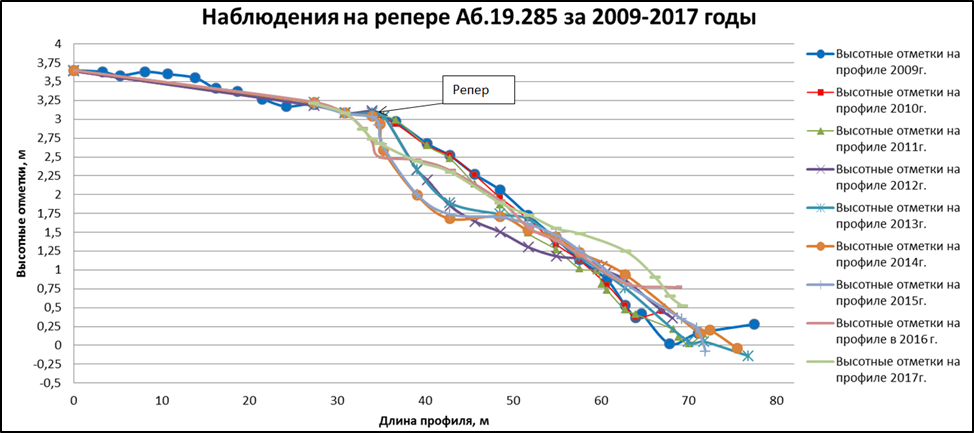 Наблюдения на репере Аб.19.285 за 2009-2017 годы
Высотные отметки, м
4
3,75
3,5
3,25
3
2,75
2,5
2,25
2
1,75
1,5
1,25
1
0,75
0,5
0,25
0
-0,25
-0,5
Репер
0 10 20 30 40 50 60 70 80
Длина профиля, м
Высотные отметки на
профиле 2009г.
Высотные отметки на
профиле 2010г.
Высотные отметки на
профиле 2011г.
Высотные отметки на
профиле 2012г.
Высотные отметки на
профиле 2013г.
Высотные отметки на
профиле 2014г.
Высотные отметки на
профиле 2015г.
Высотные отметки на
профиле в 2016 г.
Высотные отметки на
профиле 2017г.